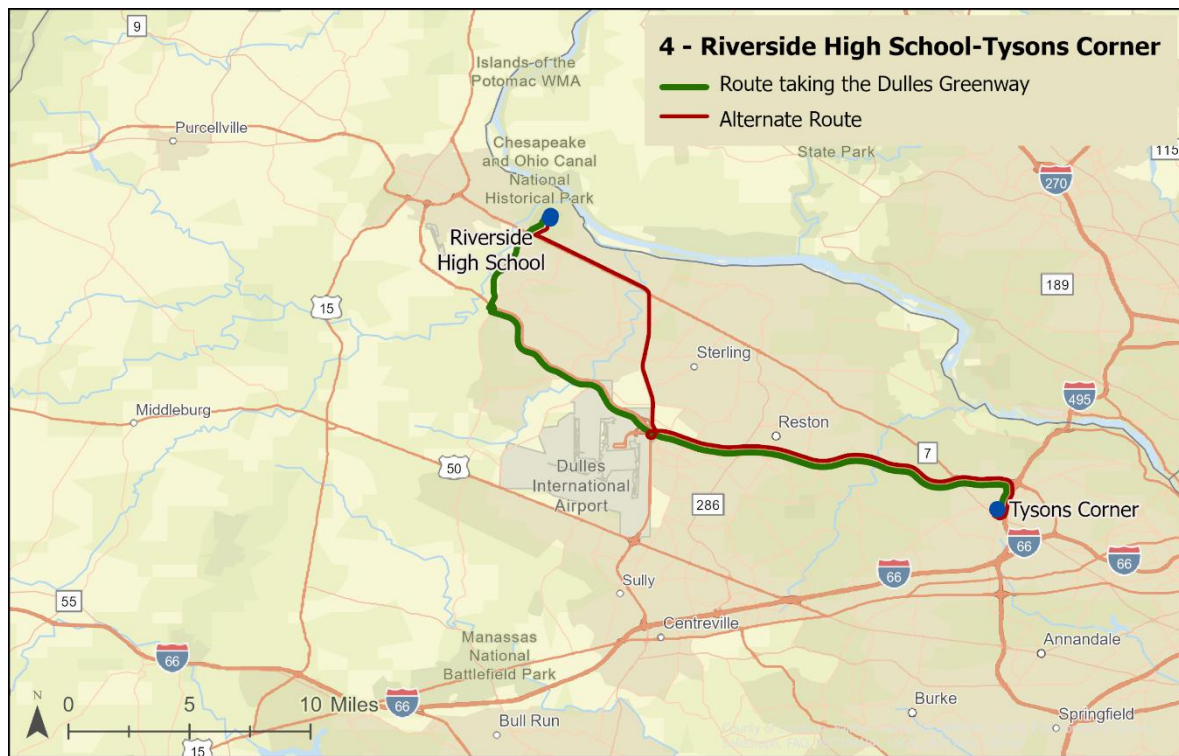 4 - Riverside High School-Tysons Corner
Route taking the Dulles Greenway
Alternate Route
9
Islands of the
Potomac WMA
Purcellville
Chesapeake
and Ohio Canal
National
Historical Park
State Park
115
270
Riverside
High School
189
15
Sterling
Middleburg
495
Reston
50
7
Dulles
International
Airport
286
Tysons Corner
66
66
66
Sully
55
Centreville
Manassas
National
Battlefield Park
Annandale
66
N
0
5
10 Miles
66
Burke
Bull Run
Springfield
15